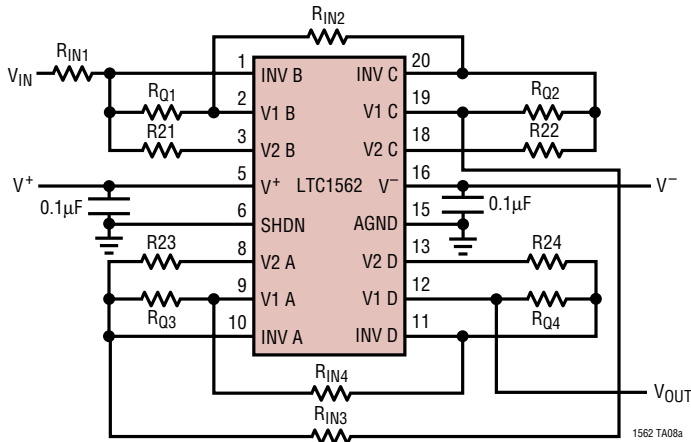 RIN2
RIN1
VIN
1 INV B INV C 20
RQ1 2 V1 B V1 C 19 RQ2
R21 3 V2 B V2 C 18 R22
V+ 5 V+ LTC1562 V− 16 V−
0.1µF 6 SHDN AGND 15 0.1µF
R23 8 V2 A V2 D 13 R24
9 V1 A V1 D 12
RQ3 10 INV A INV D 11 RQ4
RIN4
VOUT
RIN3
1562 TA08a